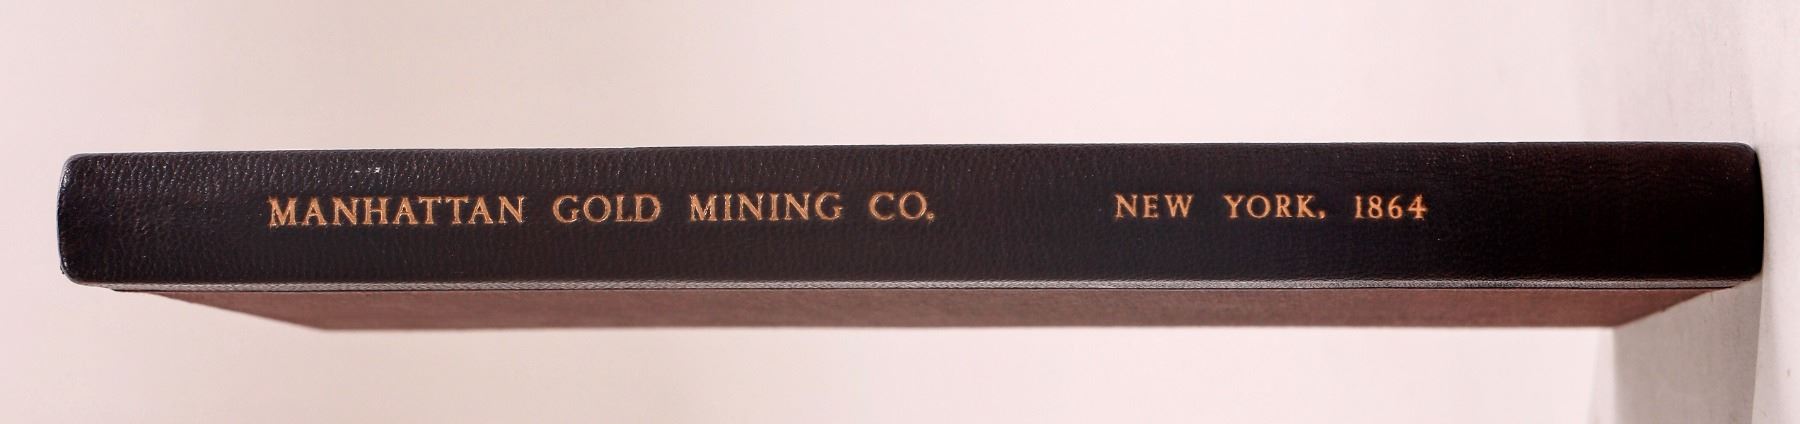 MANHATTAN GOLD MINING CO. NEW YORK, 1864